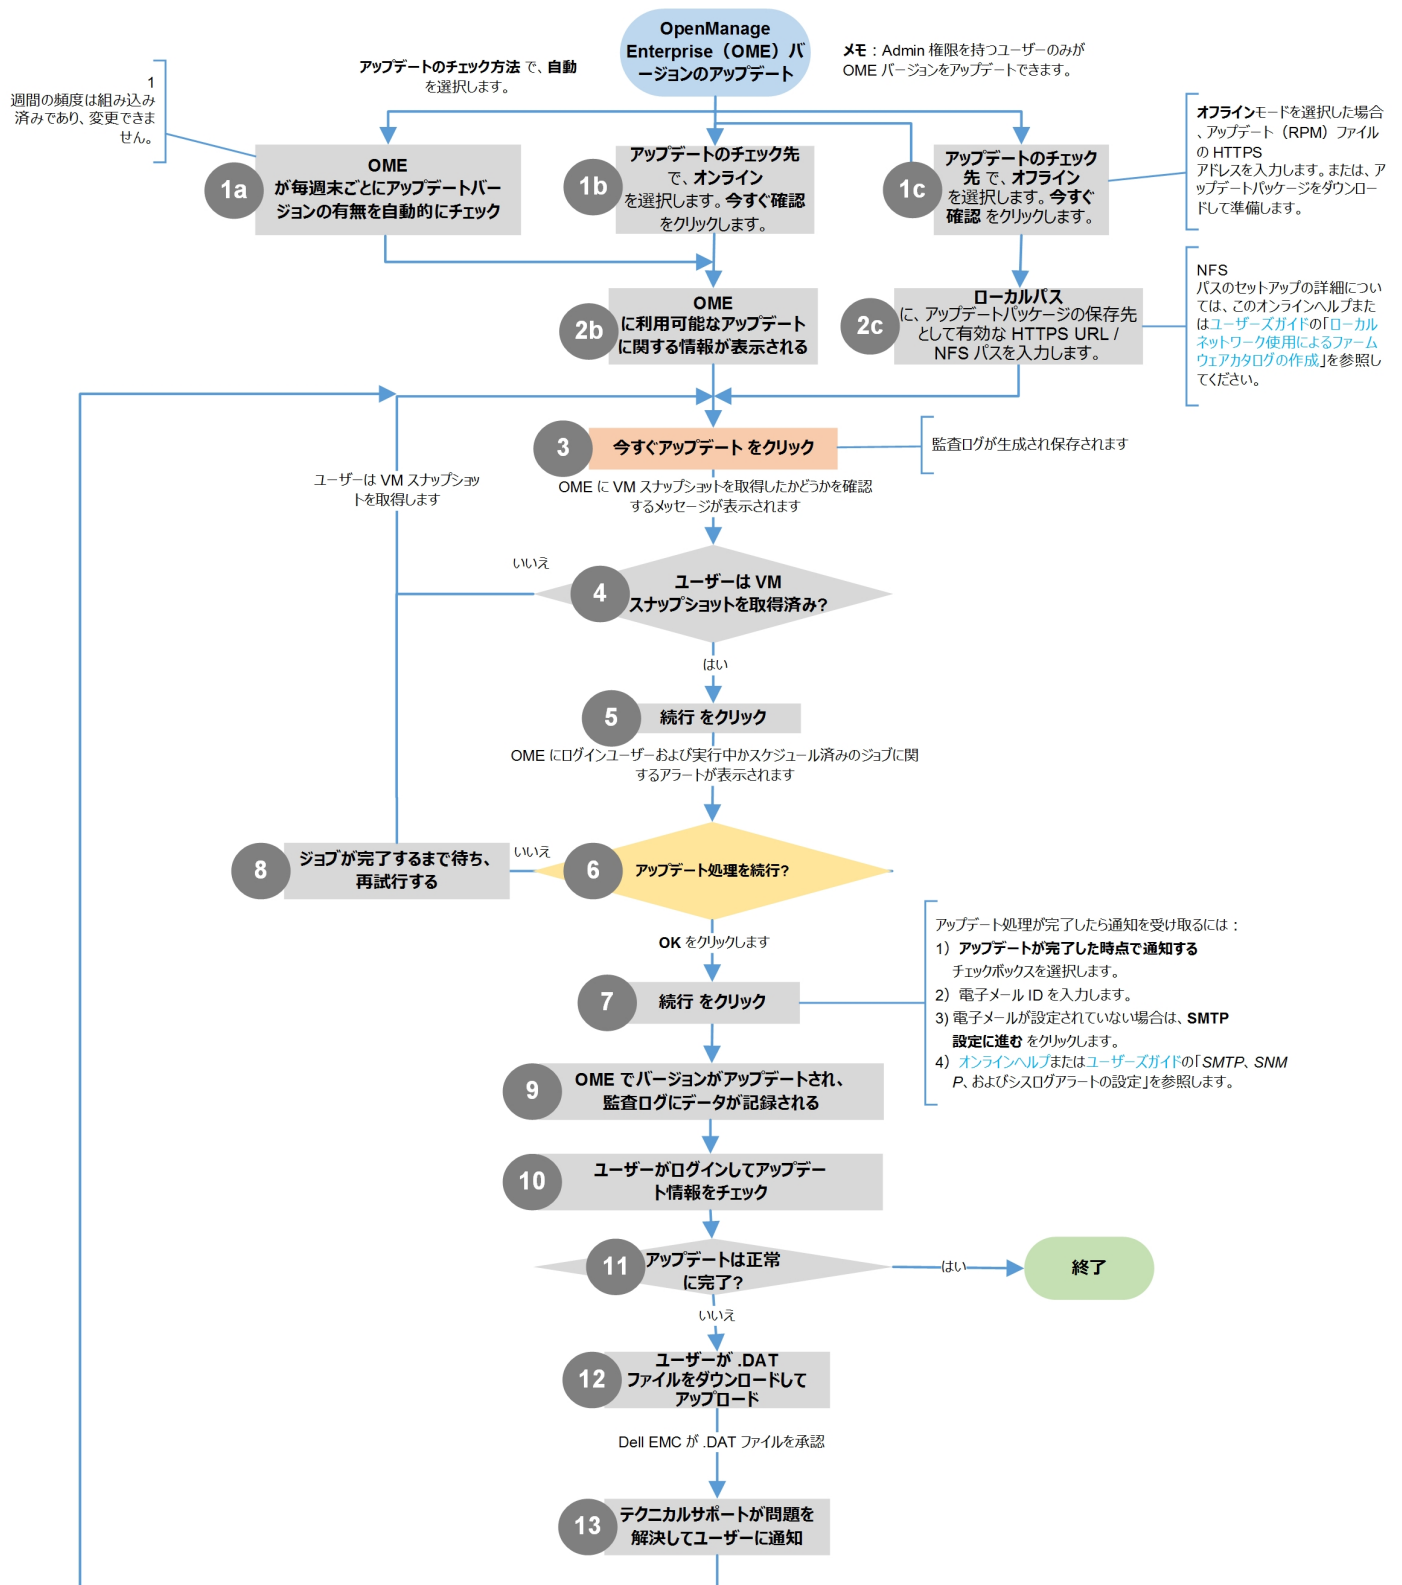 OpenManage
Enterprise（OME）バ
ージョンのアップデート
メモ：Admin 権限を持つユーザーのみが
OME バージョンをアップデートできます。
アップデートのチェック方法 で、自動
を選択します。
1
週間の頻度は組み込み
済みであり、変更できま
せん。
1a
OME
が毎週末ごとにアップデートバー
ジョンの有無を自動的にチェック
1b
アップデートのチェック先
で、オンライン
を選択します。今すぐ確認
をクリックします。
1c
アップデートのチェック
先 で、オフライン
を選択します。今すぐ
確認 をクリックします。
オフラインモードを選択した場合
、アップデート（RPM）ファイル
の HTTPS
アドレスを入力します。または、ア
ップデートパッケージをダウンロー
ドして準備します。
2b
OME
に利用可能なアップデート
に関する情報が表示される
2c
ローカルパス
に、アップデートパッケージの保存先
として有効な HTTPS URL /
NFS パスを入力します。
NFS
パスのセットアップの詳細につい
ては、このオンラインヘルプまた
はユーザーズガイドの「ローカル
ネットワーク使用によるファーム
ウェアカタログの作成」を参照し
てください。
3
今すぐアップデート をクリック
監査ログが生成され保存されます
ユーザーは VM スナップショッ
トを取得します
OME に VM スナップショットを取得したかどうかを確認
するメッセージが表示されます
いいえ
4
ユーザーは VM
スナップショットを取得済み?
はい
5
続行 をクリック
OME にログインユーザーおよび実行中かスケジュール済みのジョブに関
するアラートが表示されます
8
ジョブが完了するまで待ち、
再試行する
いいえ
6
アップデート処理を続行?
OK をクリックします
7
続行 をクリック
アップデート処理が完了したら通知を受け取るには：
1）アップデートが完了した時点で通知する
チェックボックスを選択します。
2）電子メール ID を入力します。
3) 電子メールが設定されていない場合は、SMTP
設定に進む をクリックします。
4）オンラインヘルプまたはユーザーズガイドの「SMTP、SNM
P、およびシスログアラートの設定」を参照します。
9
OME でバージョンがアップデートされ、
監査ログにデータが記録される
10
ユーザーがログインしてアップデー
ト情報をチェック
11
アップデートは正常
に完了?
はい
終了
いいえ
12
ユーザーが .DAT
ファイルをダウンロードして
アップロード
Dell EMC が .DAT ファイルを承認
13
テクニカルサポートが問題を
解決してユーザーに通知